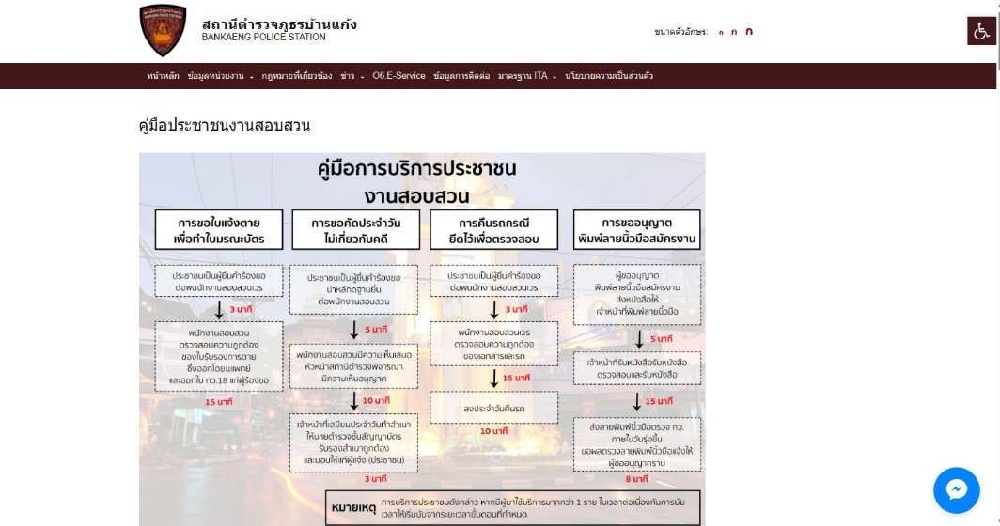 สถานีตำรวจภูธรบ้านแก้ง
BANKAENG POLICE STATION
ขนาดตัวอักษร: ก ก ก
หน้าหลัก ข้อมูลหน่วยงาน กฎหมายที่เกี่ยวข้อง ข่าว O6.E-Service ข้อมูลการติดต่อ มาตรฐาน ITA นโยบายความเป็นส่วนตัว
คู่มือประชาชนงานสอบสวน
คู่มือการบริการประชาชน
งานสอบสวน
การขอใบแจ้งตาย
เพื่อทำใบมรณะบัตร
ประชาชนเป็นผู้ยื่นคำร้องขอ
ต่อพนักงานสอบสวนเวร
3 นาที
พนักงานสอบสวน
ตรวจสอบความถูกต้อง
ของใบรับรองการตาย
ซึ่งออกโดยนแพทย์
และออกใบ ทว.18 แก่ผู้ร้องขอ
15 นาที
การขอคัดประจำวัน
ไม่เกี่ยวกับคดี
ประชาชนเป็นผู้ยื่นคำร้องขอ
นำหลักฐานยื่น
ต่อพนักงานสอบสวน
5 นาที
พนักงานสอบสวนมีความเห็นเสนอ
หัวหน้าสถานีตำรวจพิจารณา
มีความเห็นอนุญาต
10 นาที
เจ้าหน้าที่เสมียนประจำวันทำสำเนา
ให้นายตำรวจชั้นสัญญาบัตร
รับรองสำเนาถูกต้อง
และมอบให้แก่ผู้แจ้ง (ประชาชน)
3 นาที
การคืนรถกรณี
ยึดไว้เพื่อตรวจสอบ
ประชาชนเป็นผู้ยื่นคำร้องขอ
ต่อพนักงานสอบสวนเวร
3 นาที
พนักงานสอบสวนเวร
ตรวจสอบความถูกต้อง
ของเอกสารและรถ
15 นาที
ลงประจำวันคืนรถ
10 นาที
การขออนุญาต
พิมพ์ลายนิ้วมือสมัครงาน
ผู้ขออนุญาต
พิมพ์ลายนิ้วมือสมัครงาน
ส่งหนังสือให้
เจ้าหน้าที่พิมพ์ลายนิ้วมือ
5 นาที
เจ้าหน้าที่รับหนังสือรับหนังสือ
ตรวจสอบและรับหนังสือ
15 นาที
ส่งลายพิมพ์นิ้วมือตรวจ ทว.
ภายในวันรุ่งขึ้น
ขอผลตรวจลายพิมพ์นิ้วมือแจ้งให้
ผู้ขออนุญาทราบ
8 นาที
หมายเหตุ การบริการประชาชนดังกล่าว หากมีผู้มาใช้บริการมากกว่า 1 ราย ในเวลาต่อเนื่องกันการนับ
เวลาให้เริ่มนับจากระยะเวลาขั้นตอนที่กำหนด